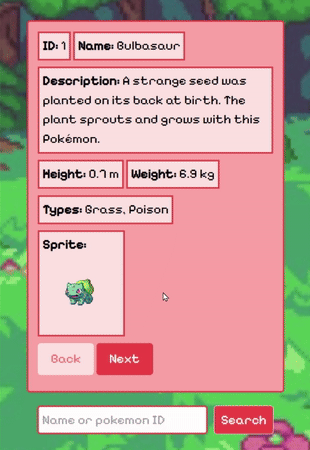 ID: 1 Name: Bulbasaur
Description: A strange seed was
planted on its back at birth. The
plant sprouts and grows with this
Pokémon.
Height: 0.7 m Weight: 6.9 kg
Types: Grass, Poison
Sprite:
Back Next
Name or pokemon ID Search